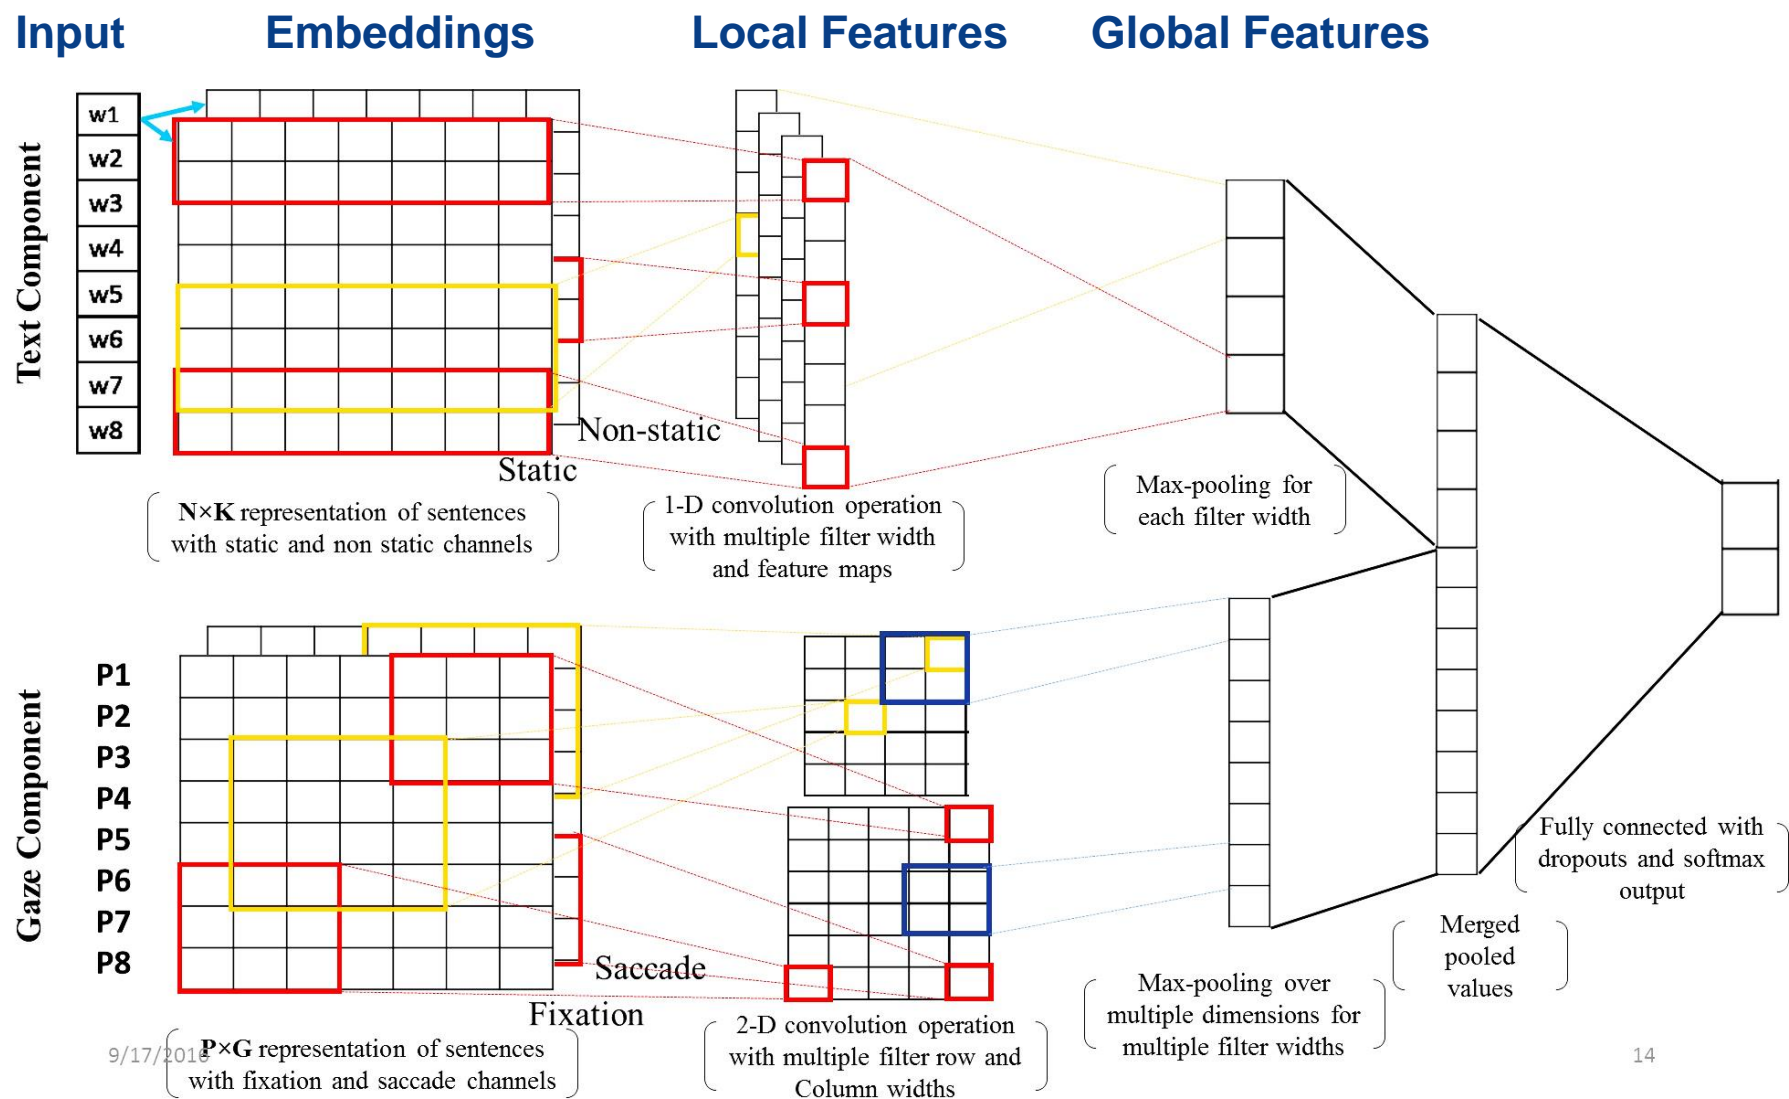 Input Embeddings Local Features Global Features
Text Component
w1
w2
w3
w4
w5
w6
w7
w8
Non-static
Static
N×K representation of sentences
with static and non static channels
1-D convolution operation
with multiple filter width
and feature maps
Max-pooling for
each filter width
Gaze Component
P1
P2
P3
P4
P5
P6
P7
P8
Saccade
Fixation
P×G representation of sentences
with fixation and saccade channels
2-D convolution operation
with multiple filter row and
Column widths
Max-pooling over
multiple dimensions for
multiple filter widths
Merged
pooled
values
Fully connected with
dropouts and softmax
output
9/17/2016
14